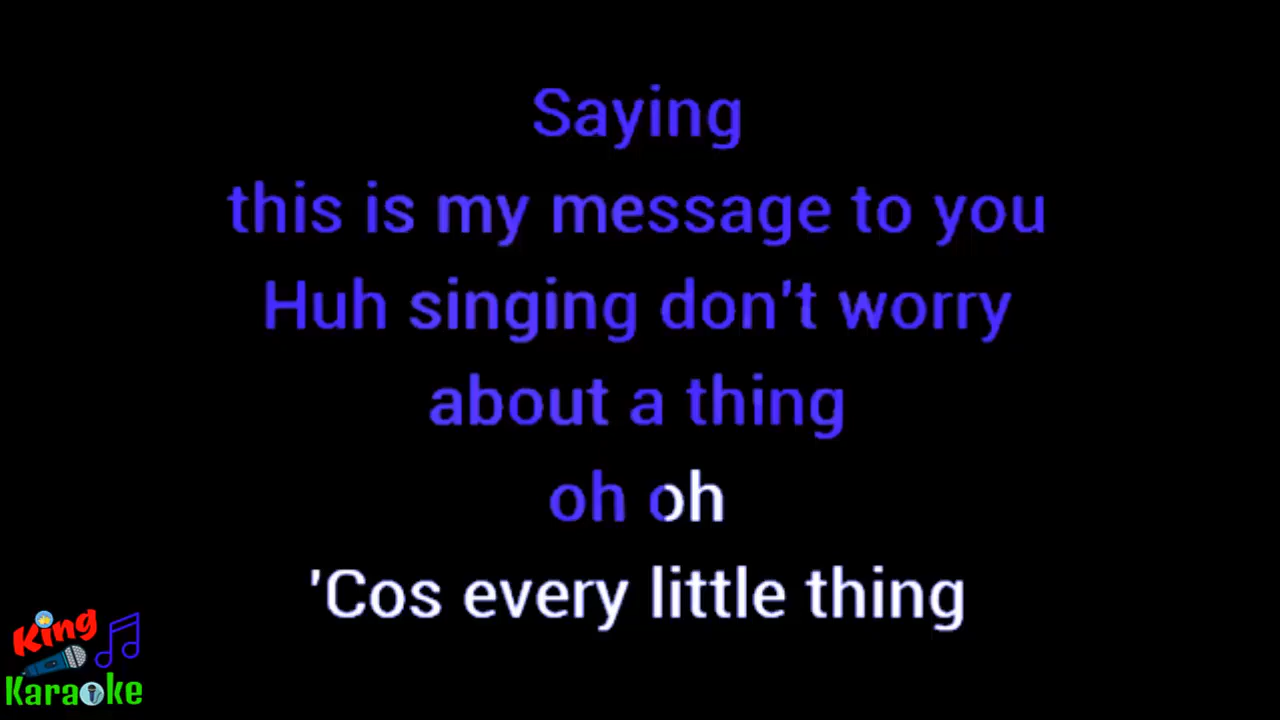 Saying
this is my message to you
Huh singing don't worry
about a thing
oh oh
'Cos every little thing
King
Karaoke